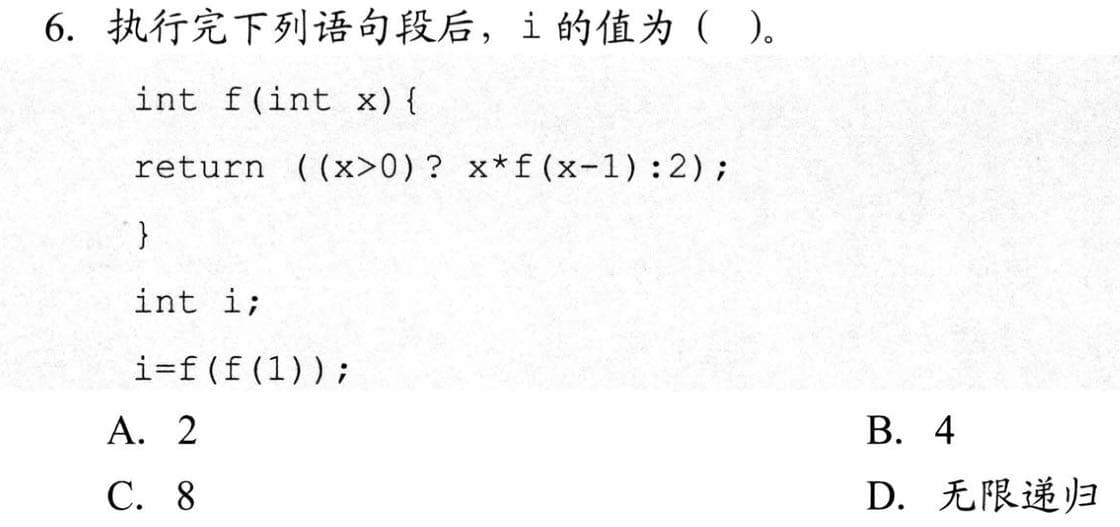 6. 执行完下列语句段后，i 的值为（ ）。
int f(int x){
return ((x>0)? x*f(x-1):2);
}
int i;
i=f(f(1));
A. 2 B. 4
C. 8 D. 无限递归